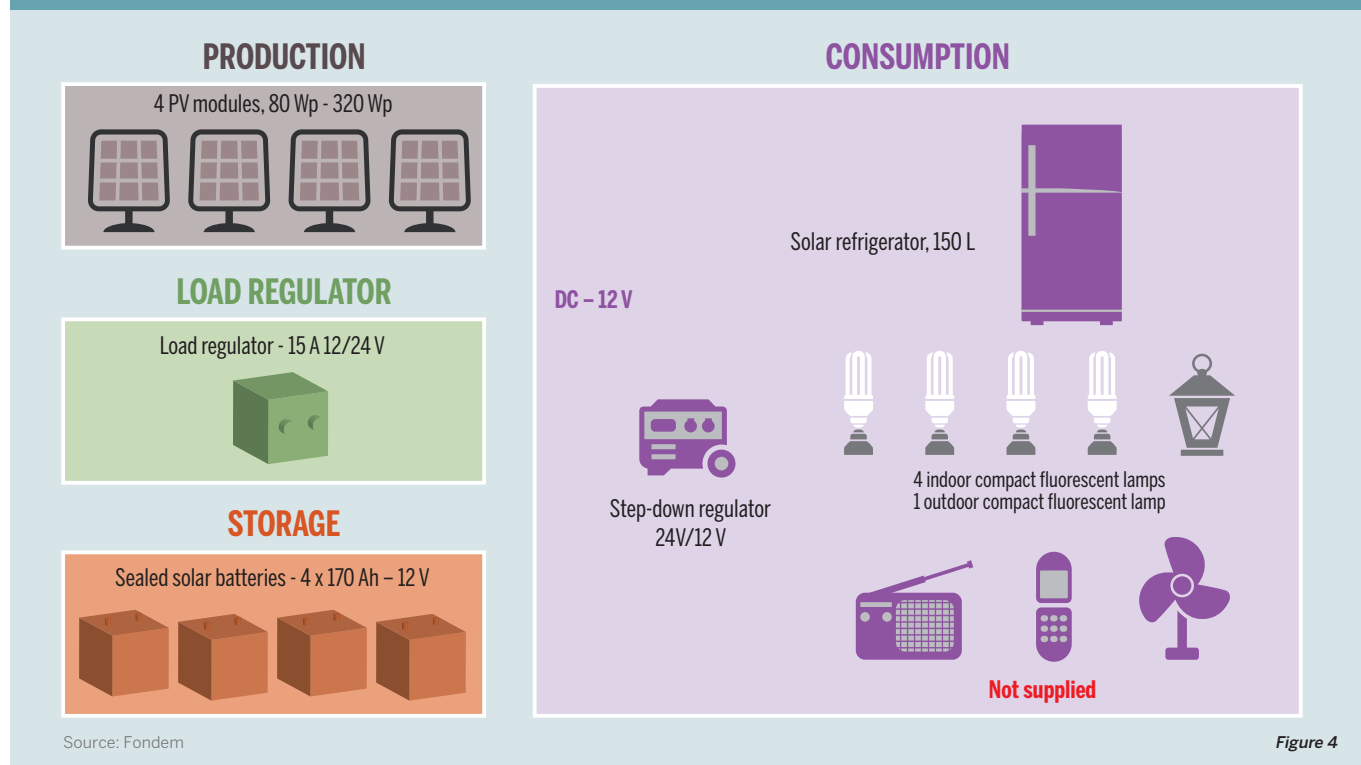 PRODUCTION
4 PV modules, 80 Wp - 320 Wp
LOAD REGULATOR
Load regulator - 15 A 12/24 V
STORAGE
Sealed solar batteries - 4 x 170 Ah – 12 V
CONSUMPTION
Solar refrigerator, 150 L
DC – 12 V
Step-down regulator
24V/12 V
4 indoor compact fluorescent lamps
1 outdoor compact fluorescent lamp
Not supplied
Source: Fondem
Figure 4